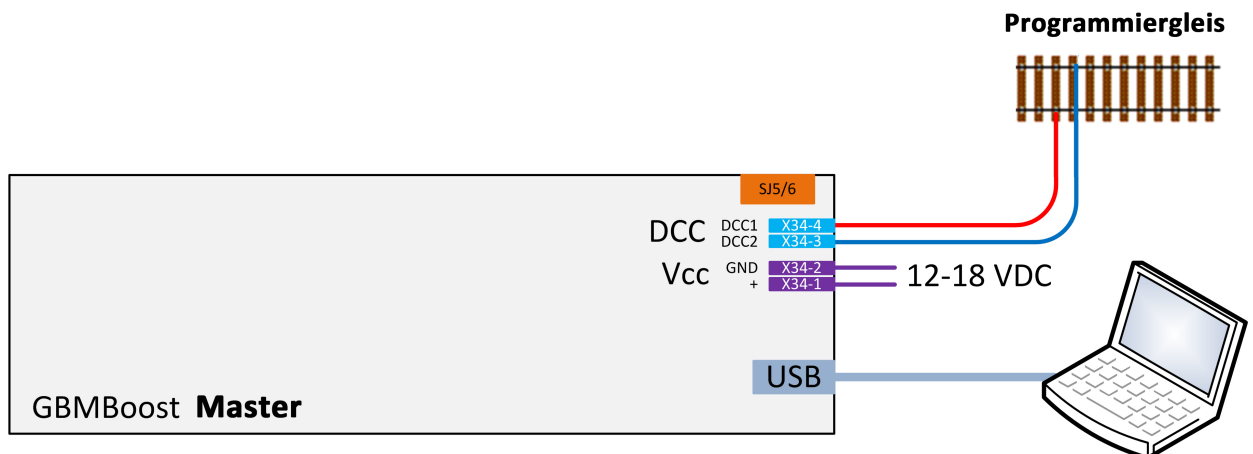 Programmiergleis
SJ5/6
DCC DCC1 X34-4
DCC2 X34-3
Vcc GND X34-2
+ X34-1
12-18 VDC
USB
GBMBoost Master